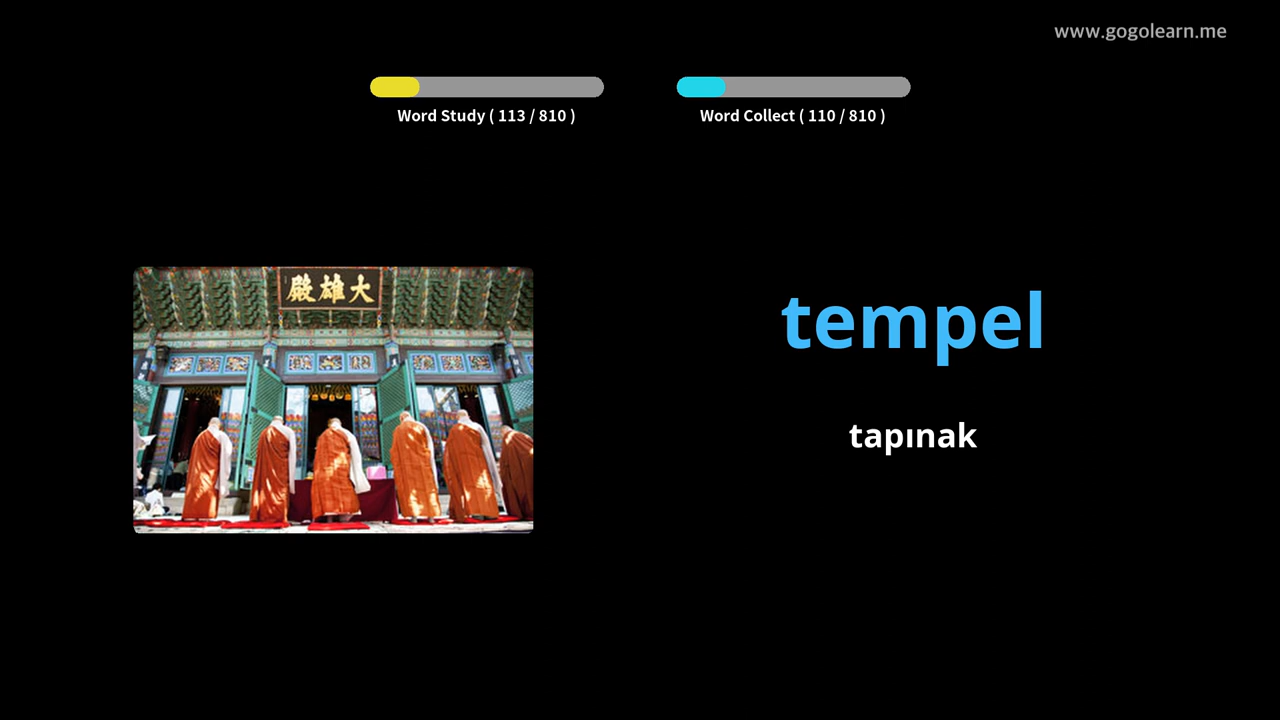 www.gogolearn.me
Word Study ( 113 / 810 )
Word Collect ( 110 / 810 )
殿雄大
tempel
tapınak